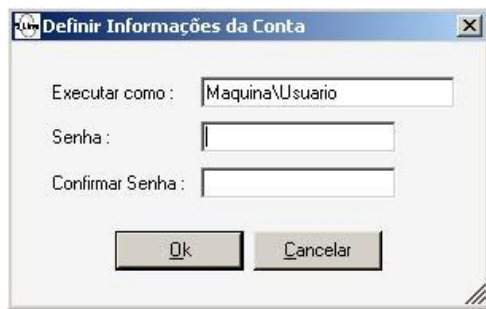 Definir Informações da Conta
Executar como : Maquina\Usuario
Senha :
Confirmar Senha :
Ok Cancelar